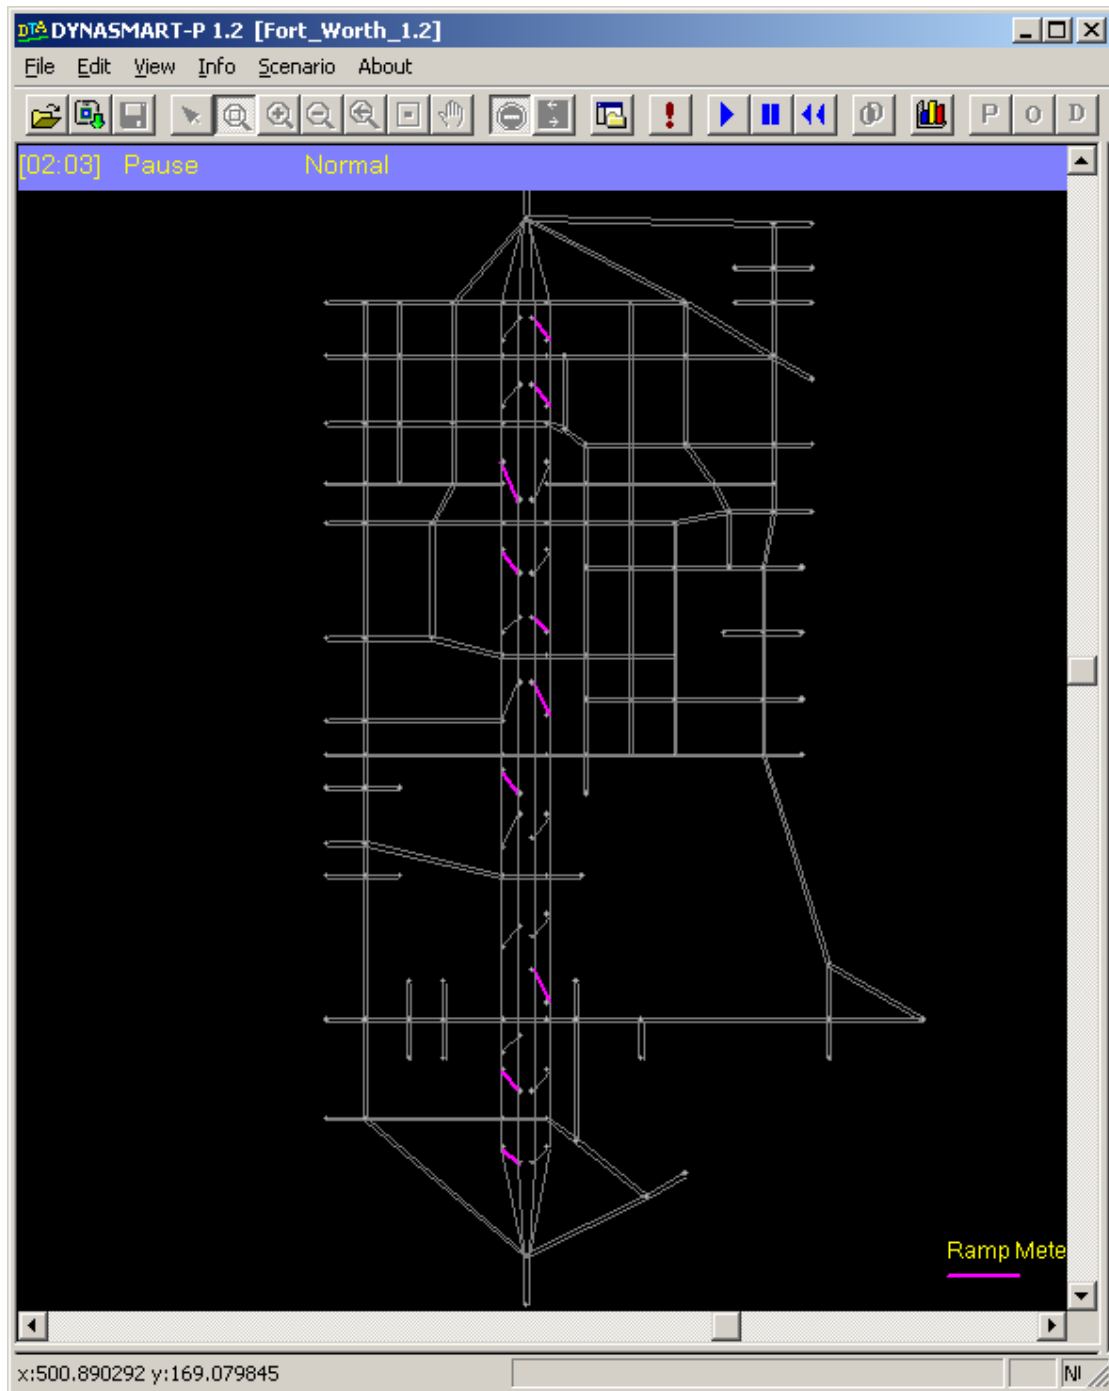 DTA DYNASMART-P 1.2 [Fort_Worth_1.2]
File Edit View Info Scenario About
P O D
[02:03] Pause Normal
Ramp Mete
x:500.890292 y:169.079845